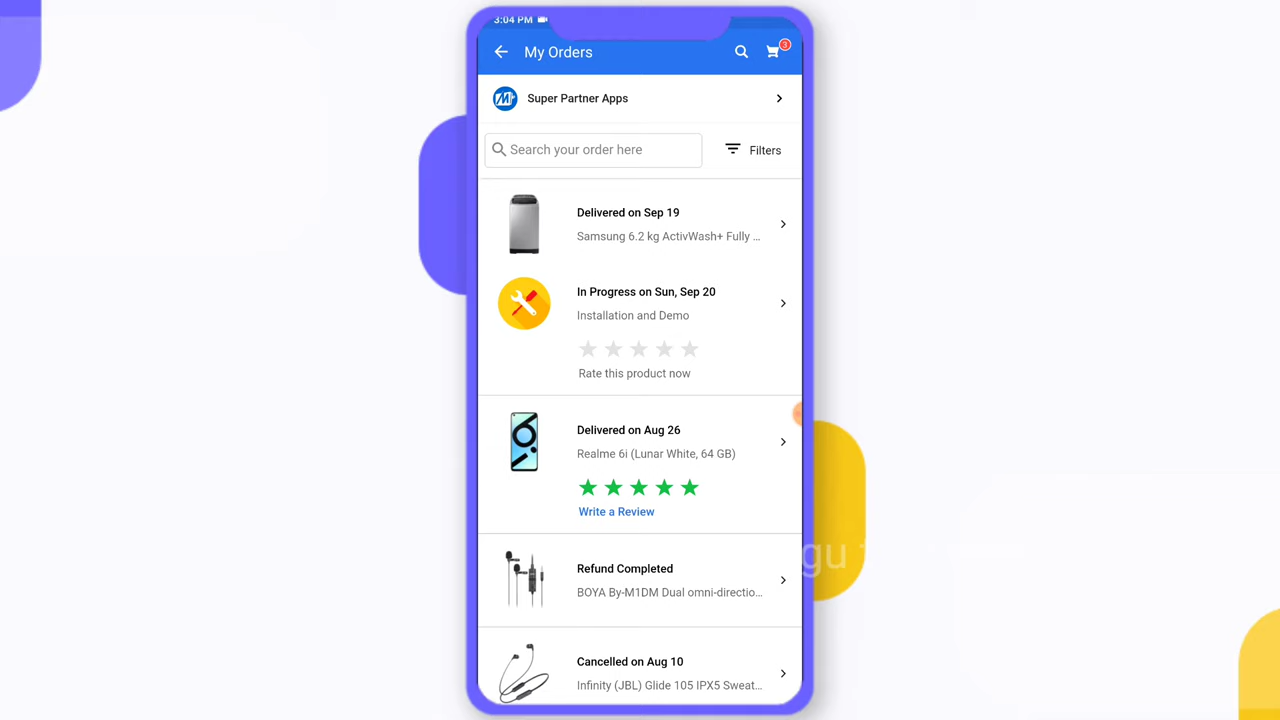 3:04 PM
My Orders
3
Super Partner Apps
Search your order here
Filters
Delivered on Sep 19
Samsung 6.2 kg ActivWash+ Fully ...
In Progress on Sun, Sep 20
Installation and Demo
Rate this product now
Delivered on Aug 26
Realme 6i (Lunar White, 64 GB)
Write a Review
Refund Completed
BOYA By-M1DM Dual omni-directio...
Cancelled on Aug 10
Infinity (JBL) Glide 105 IPX5 Sweat...